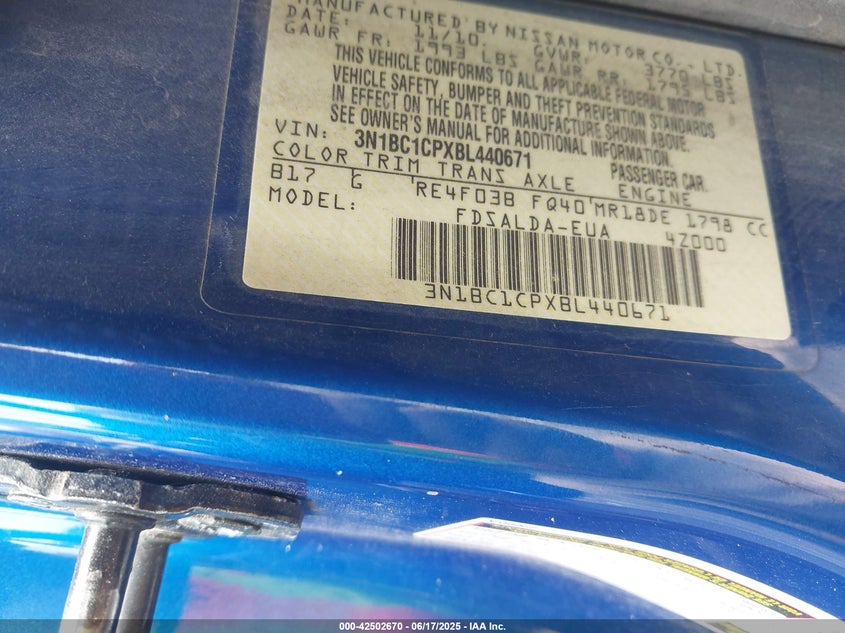 MANUFACTURED BY NISSAN MOTOR CO., LTD.
DATE: 11/10. GVWR: 3770 LBS
GAWR FR: 1993 LBS GAWR RR: 1793 LBS
THIS VEHICLE CONFORMS TO ALL APPLICABLE FEDERAL MOTOR
VEHICLE SAFETY, BUMPER AND THEFT PREVENTION STANDARDS
IN EFFECT ON THE DATE OF MANUFACTURE SHOWN ABOVE.
SEE OWNER'S MANUAL FOR ADDITIONAL INFORMATION.
VIN: 3N1BC1CPXBL440671 PASSENGER CAR.
COLOR TRIM TRANS AXLE ENGINE
B17 G RE4F03B FQ40 MR18DE 1798 CC
MODEL: FDSALDA-EUA 4Z000
3N1BC1CPXBL440671
000-42502670 | 06/17/2025 - IAA Inc.